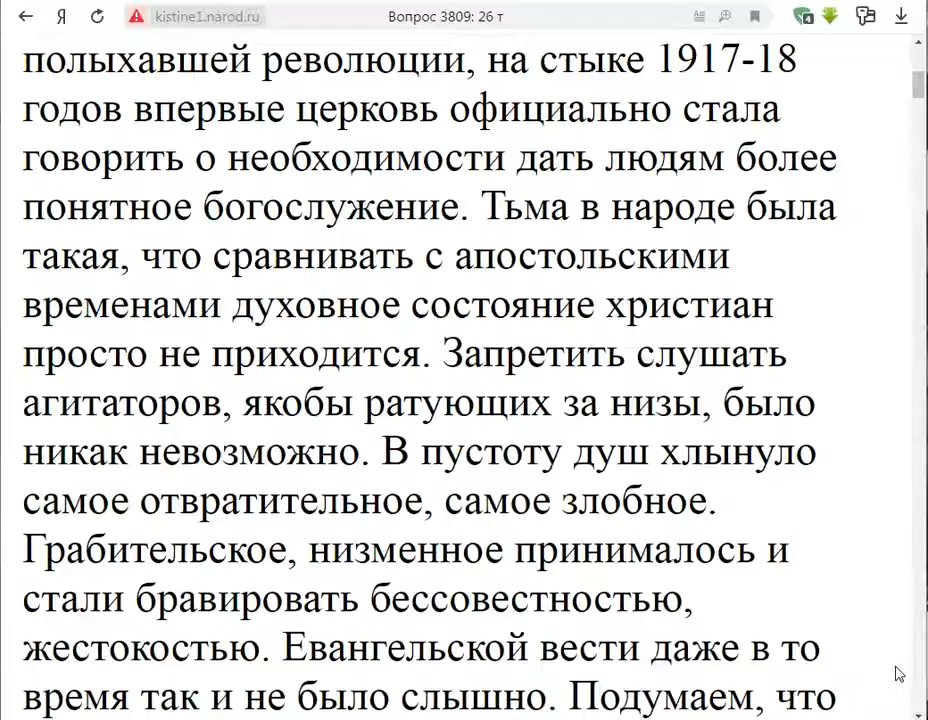 Я
kistine1.narod.ru
Вопрос 3809: 26 т
4
полыхавшей революции, на стыке 1917-18
годов впервые церковь официально стала
говорить о необходимости дать людям более
понятное богослужение. Тьма в народе была
такая, что сравнивать с апостольскими
временами духовное состояние христиан
просто не приходится. Запретить слушать
агитаторов, якобы ратующих за низы, было
никак невозможно. В пустоту душ хлынуло
самое отвратительное, самое злобное.
Грабительское, низменное принималось и
стали бравировать бессовестностью,
жестокостью. Евангельской вести даже в то
время так и не было слышно. Подумаем, что